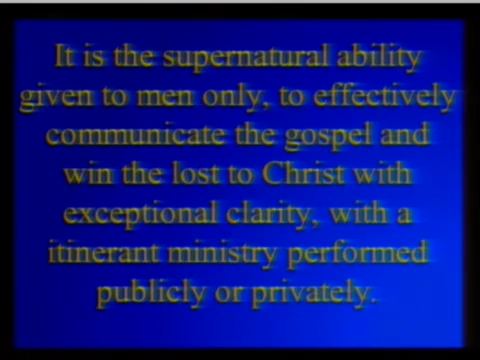 It is the supernatural ability
given to men only, to effectively
communicate the gospel and
win the lost to Christ with
exceptional clarity, with a
itinerant ministry performed
publicly or privately.